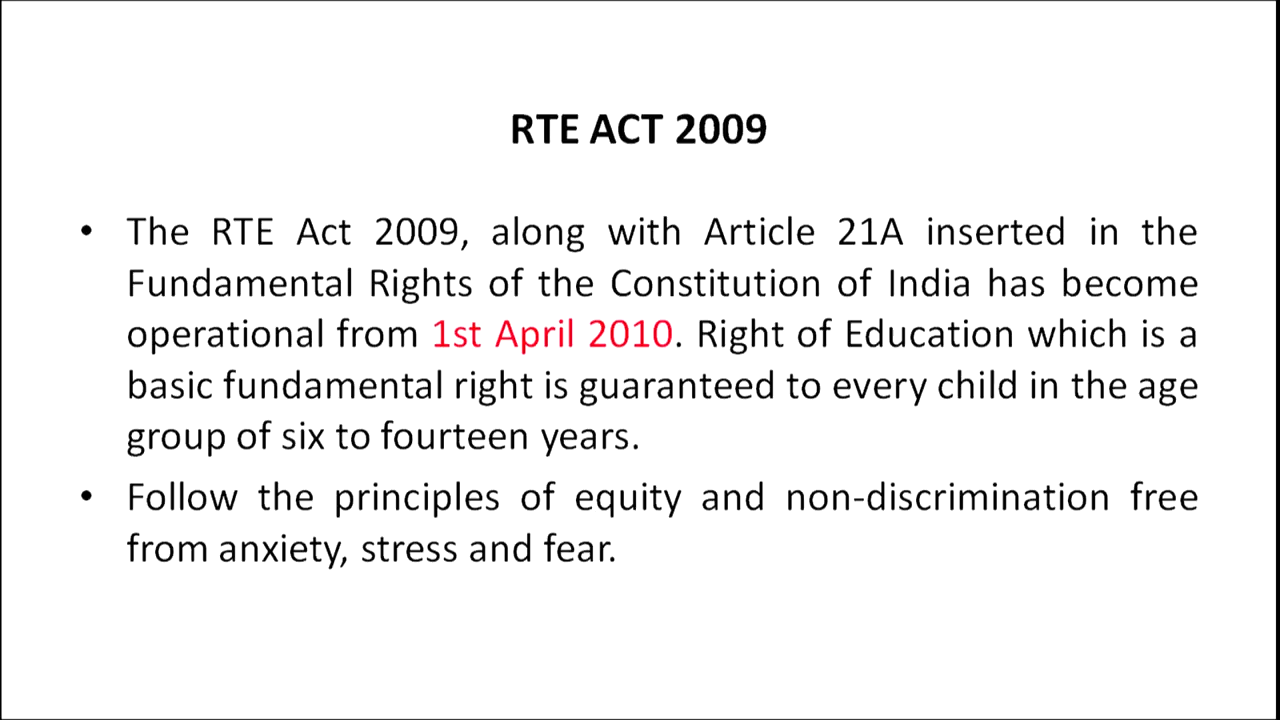 RTE ACT 2009
• The RTE Act 2009, along with Article 21A inserted in the
Fundamental Rights of the Constitution of India has become
operational from 1st April 2010. Right of Education which is a
basic fundamental right is guaranteed to every child in the age
group of six to fourteen years.
• Follow the principles of equity and non-discrimination free
from anxiety, stress and fear.